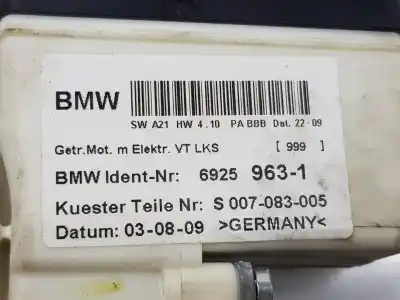 BMW
SW A21 HW 4.10 PA BBB Dat. 22-09
Getr.Mot. m Elektr. VT LKS [ 999 ]
BMW Ident-Nr: 6925 963-1
Kuester Teile Nr: S 007-083-005
Datum: 03-08-09 >GERMANY<